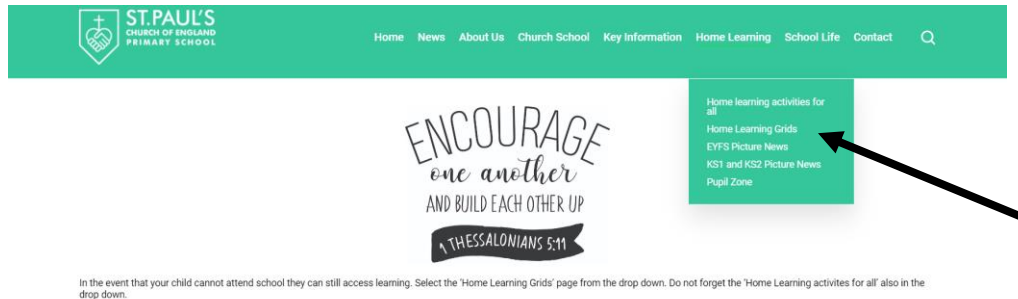 ST.PAUL'S
CHURCH OF ENGLAND
PRIMARY SCHOOL
Home News About Us Church School Key Information Home Learning School Life Contact
Home learning activities for
all
Home Learning Grids
EYFS Picture News
KS1 and KS2 Picture News
Pupil Zone
ENCOURAGE
one another
AND BUILD EACH OTHER UP
1 THESSALONIANS 5:11
In the event that your child cannot attend school they can still access learning. Select the 'Home Learning Grids' page from the drop down. Do not forget the 'Home Learning activites for all' also in the
drop down.